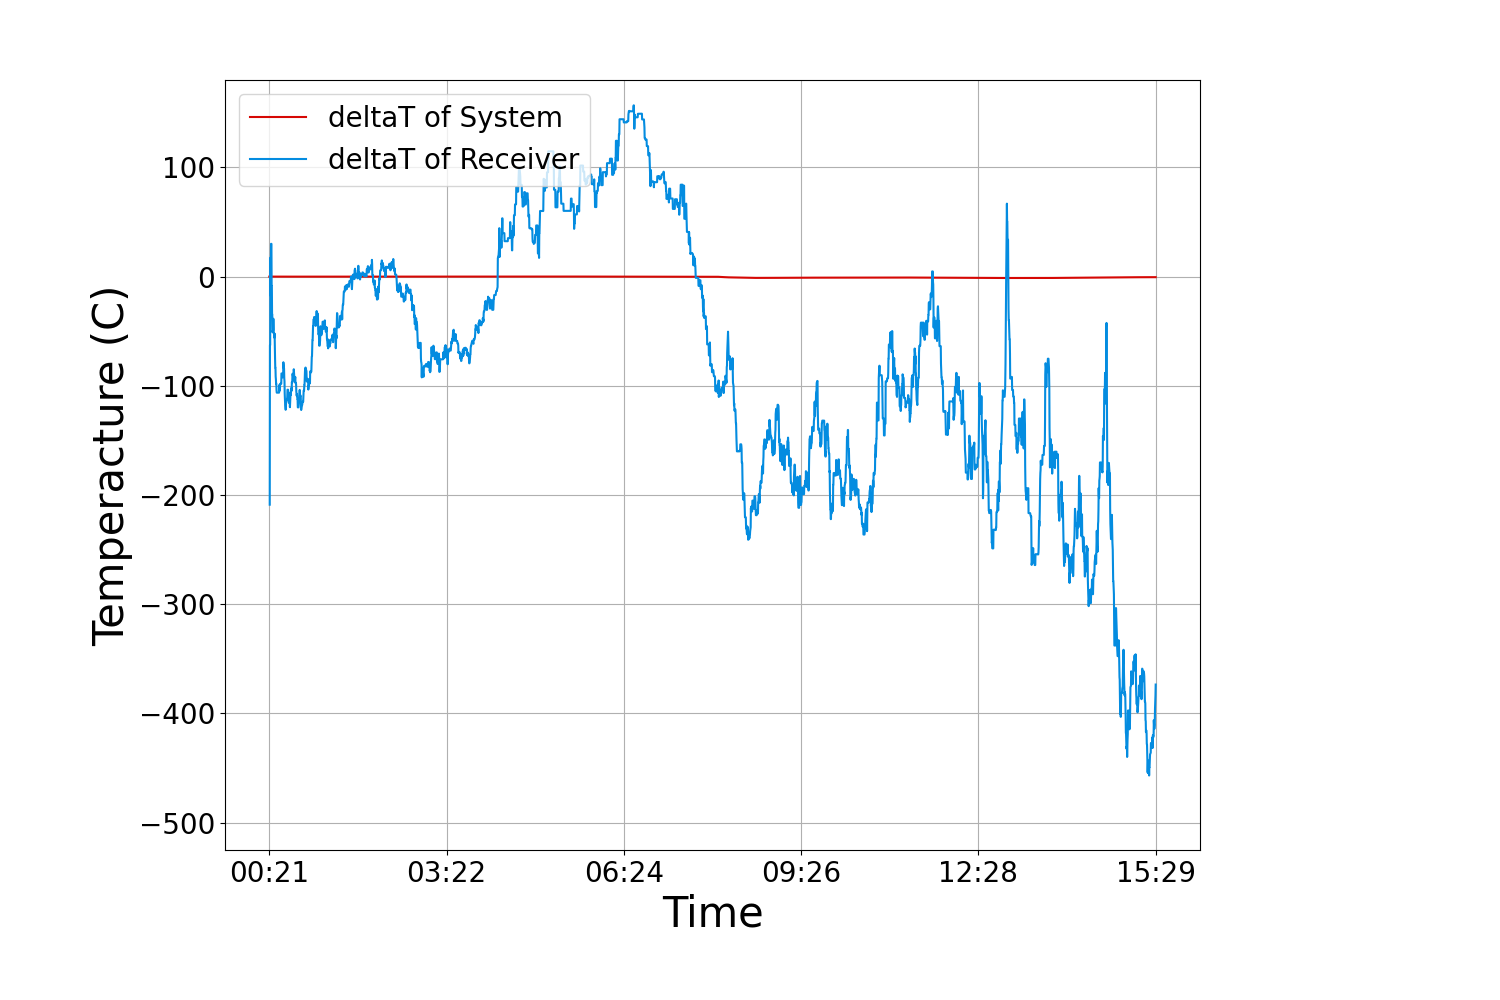 deltaT of System
deltaT of Receiver
100
0
−100
−200
−300
−400
−500
Temperacture (C)
00:21 03:22 06:24 09:26 12:28 15:29
Time